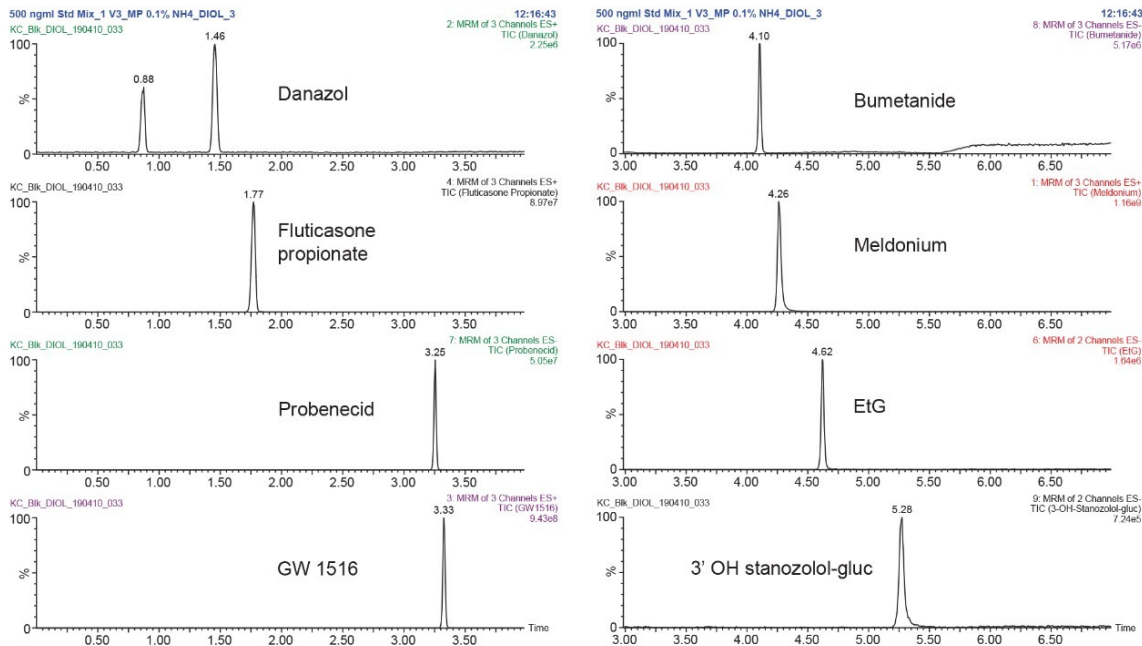 500 ngml Std Mix_1 V3_MP 0.1% NH4_DIOL_3 12:16:43
KC_Blk_DIOL_190410_033 2: MRM of 3 Channels ES+
TIC (Danazol)
2.25e6
1.46
0.88
100
%
0
Danazol
0.50 1.00 1.50 2.00 2.50 3.00 3.50
KC_Blk_DIOL_190410_033 4: MRM of 3 Channels ES+
TIC (Fluticasone Propionate)
8.97e7
1.77
100
%
0
Fluticasone
propionate
0.50 1.00 1.50 2.00 2.50 3.00 3.50
KC_Blk_DIOL_190410_033 7: MRM of 3 Channels ES-
TIC (Probenecid)
5.05e7
3.25
100
%
0
Probenecid
0.50 1.00 1.50 2.00 2.50 3.00 3.50
KC_Blk_DIOL_190410_033 3: MRM of 3 Channels ES+
TIC (GW1516)
9.43e8
3.33
100
%
0
GW 1516
Time
0.50 1.00 1.50 2.00 2.50 3.00 3.50
500 ngml Std Mix_1 V3_MP 0.1% NH4_DIOL_3 12:16:43
KC_Blk_DIOL_190410_033 8: MRM of 3 Channels ES-
TIC (Bumetanide)
5.17e6
4.10
100
%
0
Bumetanide
3.00 3.50 4.00 4.50 5.00 5.50 6.00 6.50
KC_Blk_DIOL_190410_033 1: MRM of 3 Channels ES+
TIC (Meldonium)
1.16e9
4.26
100
%
0
Meldonium
3.00 3.50 4.00 4.50 5.00 5.50 6.00 6.50
KC_Blk_DIOL_190410_033 6: MRM of 2 Channels ES-
TIC (EtG)
1.64e6
4.62
100
%
0
EtG
3.00 3.50 4.00 4.50 5.00 5.50 6.00 6.50
KC_Blk_DIOL_190410_033 9: MRM of 2 Channels ES-
TIC (3-OH-Stanozolol-gluc)
7.24e5
5.28
100
%
0
3' OH stanozolol-gluc
Time
3.00 3.50 4.00 4.50 5.00 5.50 6.00 6.50